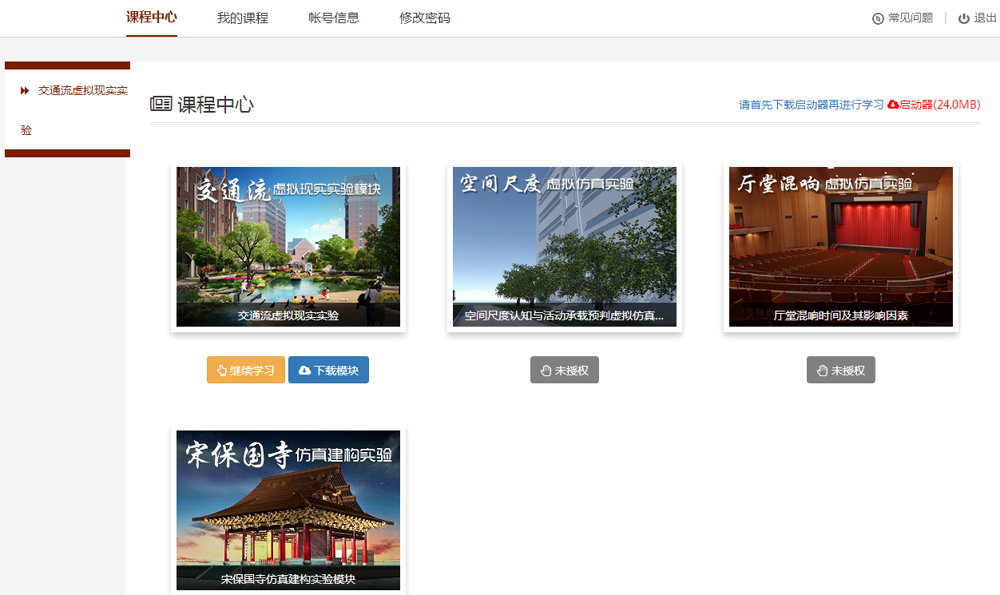 课程中心 我的课程 帐号信息 修改密码 常见问题 | 退出
交通流虚拟现实实
验
课程中心
请首先下载启动器再进行学习 启动器(24.0MB)
交通流虚拟现实实验模块
交通流虚拟现实实验
继续学习 下载模块
空间尺度虚拟仿真实验
空间尺度认知与活动承载预判虚拟仿真...
未授权
厅堂混响虚拟仿真实验
厅堂混响时间及其影响因素
未授权
宋保国寺仿真建构实验
宋保国寺仿真建构实验模块